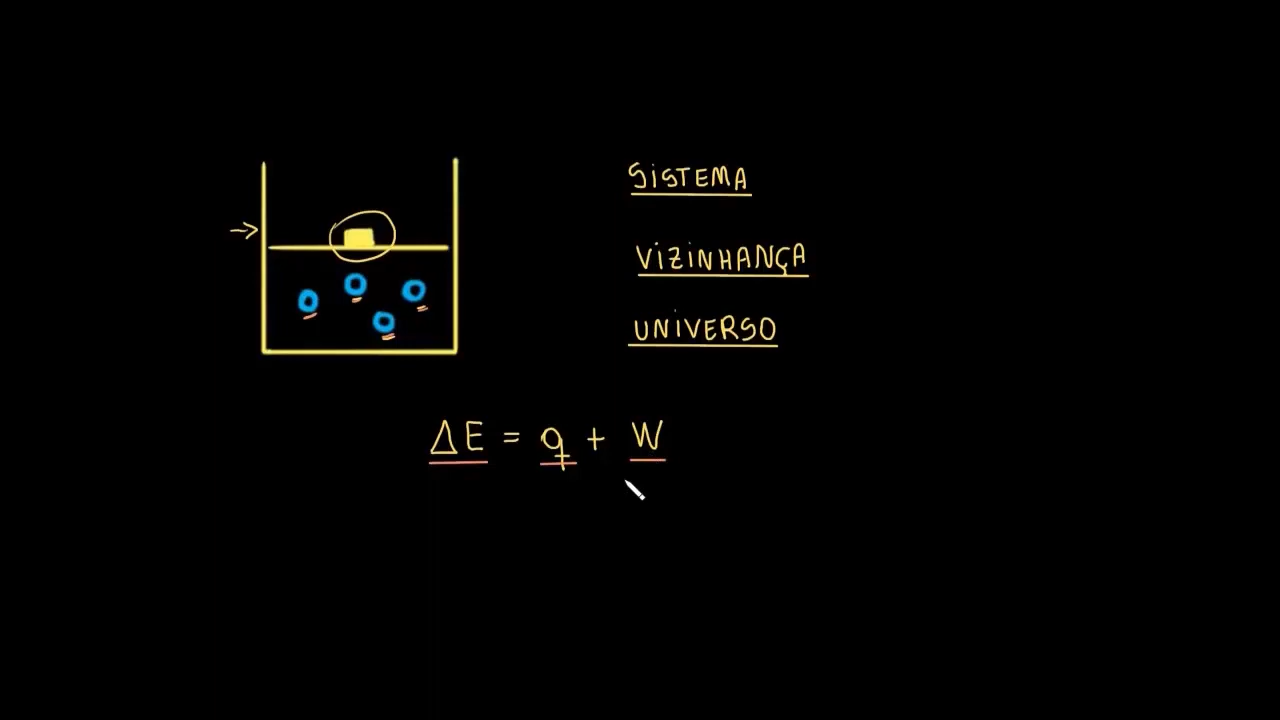 SiSTEMA
ViZiNHANÇA
UNiVERSO
ΔE = q + W